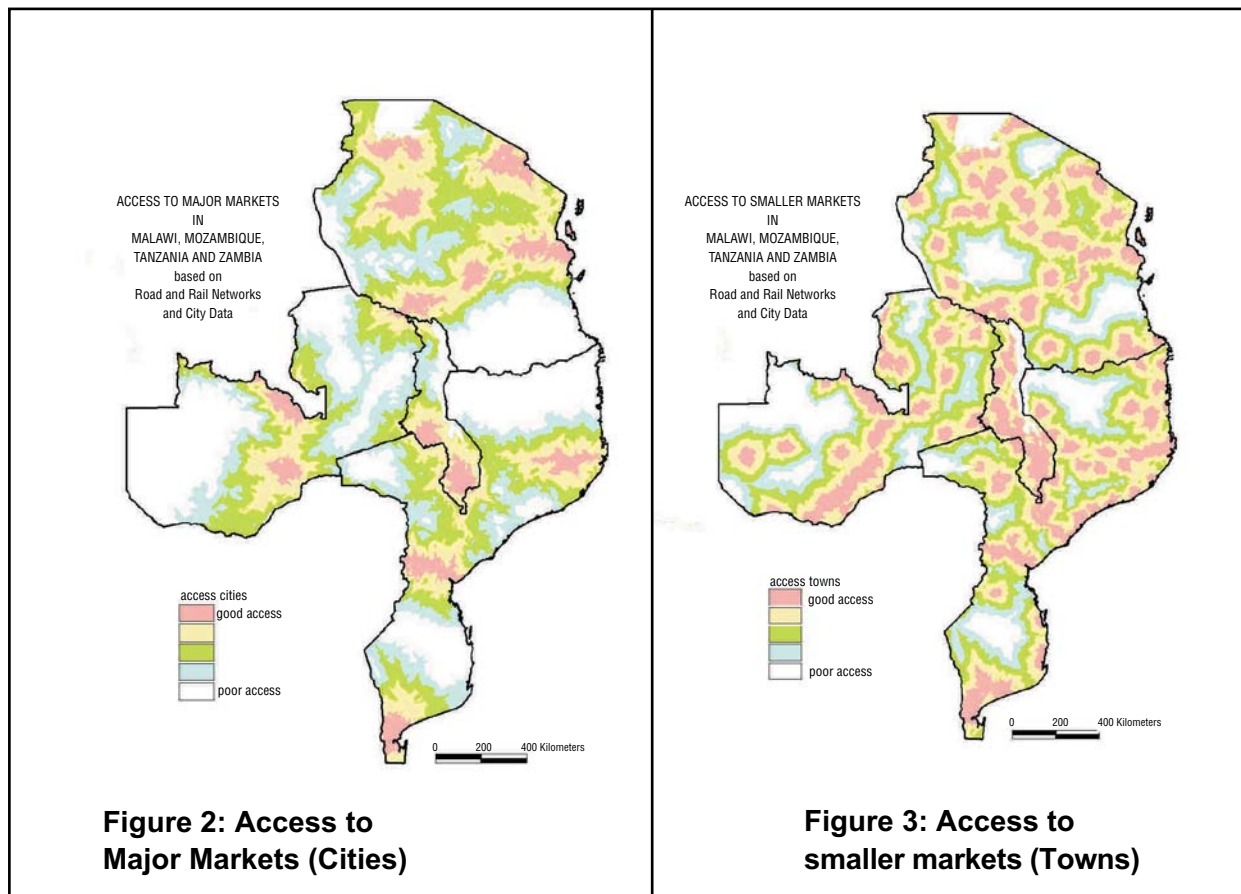 ACCESS TO MAJOR MARKETS
IN
MALAWI, MOZAMBIQUE,
TANZANIA AND ZAMBIA
based on
Road and Rail Networks
and City Data
access cities
good access
poor access
0 200 400 Kilometers
Figure 2: Access to
Major Markets (Cities)
ACCESS TO SMALLER MARKETS
IN
MALAWI, MOZAMBIQUE,
TANZANIA AND ZAMBIA
based on
Road and Rail Networks
and City Data
access towns
good access
poor access
0 200 400 Kilometers
Figure 3: Access to
smaller markets (Towns)